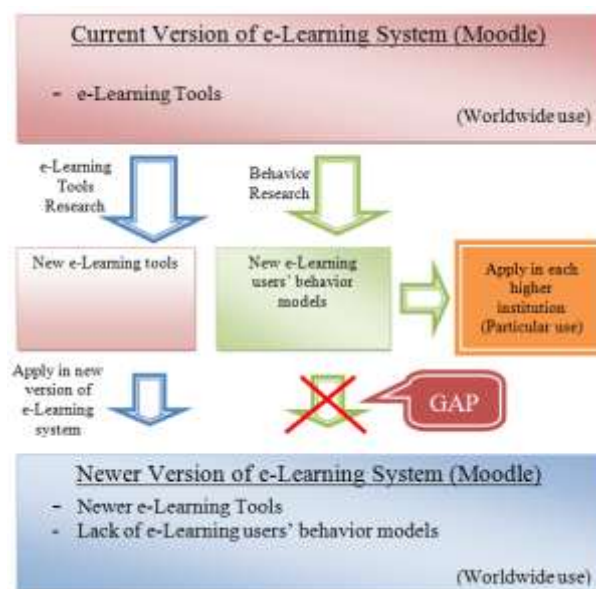 Current Version of e-Learning System (Moodle)
- e-Learning Tools
(Worldwide use)
e-Learning
Tools
Research
Behavior
Research
New e-Learning tools
New e-Learning
users' behavior
models
Apply in each
higher
institution
(Particular use)
Apply in new
version of
e-Learning
system
GAP
Newer Version of e-Learning System (Moodle)
- Newer e-Learning Tools
- Lack of e-Learning users' behavior models
(Worldwide use)